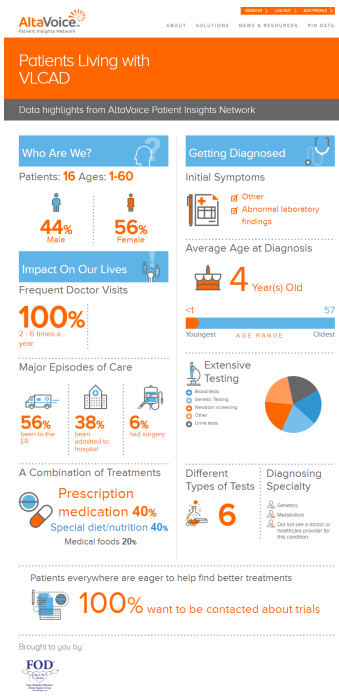 REGISTER
LOG OUT
EDIT PROFILE
AltaVoice
Patient Insights Network
ABOUT SOLUTIONS NEWS & RESOURCES PIN DATA
Patients Living with
VLCAD
Data highlights from AltaVoice Patient Insights Network
Who Are We?
Patients: 16 Ages: 1-60
44%
Male
56%
Female
Impact On Our Lives
Frequent Doctor Visits
100%
2 - 6 times a
year
Major Episodes of Care
56%
been to the
ER
38%
been
admitted to
hospital
6%
had surgery
A Combination of Treatments
Prescription
medication 40%
Special diet/nutrition 40%
Medical foods 20%
Getting Diagnosed
Initial Symptoms
Other
Abnormal laboratory
findings
Average Age at Diagnosis
4 Year(s) Old
<1 57
Youngest AGE RANGE Oldest
Extensive
Testing
Blood tests
Genetic Testing
Newborn screening
Other
Urine tests
Different
Types of Tests
6
Diagnosing
Specialty
Genetics
Metabolism
Did not see a doctor or
healthcare provider for
this condition
Patients everywhere are eager to help find better treatments
100% want to be contacted about trials
Brought to you by:
FOD